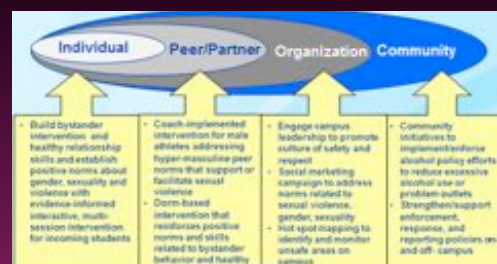 Individual
Peer/Partner
Organization
Community
- Build bystander
intervention and
healthy relationship
skills and establish
positive norms about
gender, sexuality and
violence with
evidence-informed
interactive, multi-
session intervention
for incoming students
- Coach-implemented
intervention for male
athletes addressing
hyper-masculine peer
norms that support or
facilitate sexual
violence
- Dorm-based
intervention that
reinforces positive
norms and skills
related to bystander
behavior and healthy
- Engage campus
leadership to promote
culture of safety and
respect
- Social marketing
campaign to address
norms related to
sexual violence,
gender, sexuality
- Hot spot mapping to
identify and monitor
unsafe areas on
campus
- Community
initiatives to
implement/enforce
alcohol policy efforts
to reduce excessive
alcohol use or
problem outlets
- Strengthen/support
enforcement,
response, and
reporting policies on
and off- campus